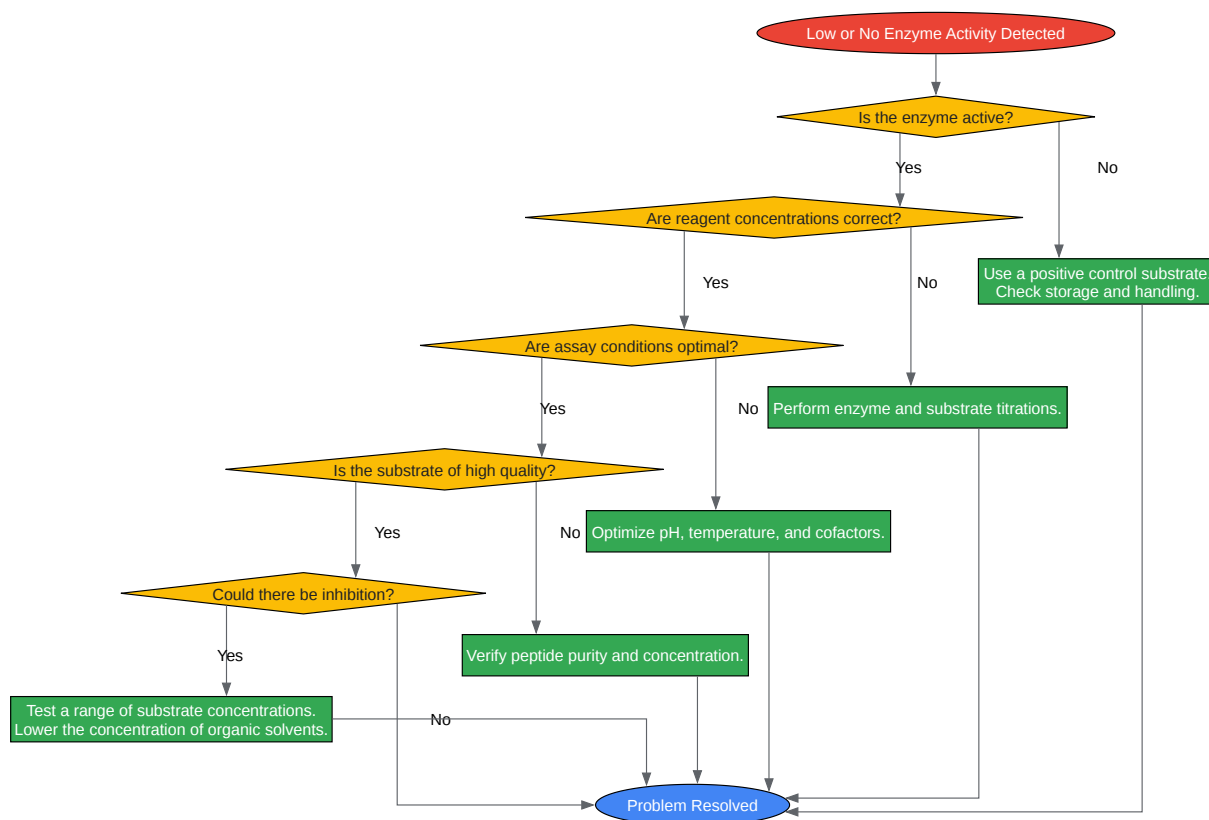 Low or No Enzyme Activity Detected
Is the enzyme active?
Yes
No
Are reagent concentrations correct?
Use a positive control substrate.
Check storage and handling.
Yes
No
Are assay conditions optimal?
Yes
No
Perform enzyme and substrate titrations.
Is the substrate of high quality?
Yes
No
Optimize pH, temperature, and cofactors.
Could there be inhibition?
Yes
Verify peptide purity and concentration.
Test a range of substrate concentrations.
Lower the concentration of organic solvents.
No
Problem Resolved